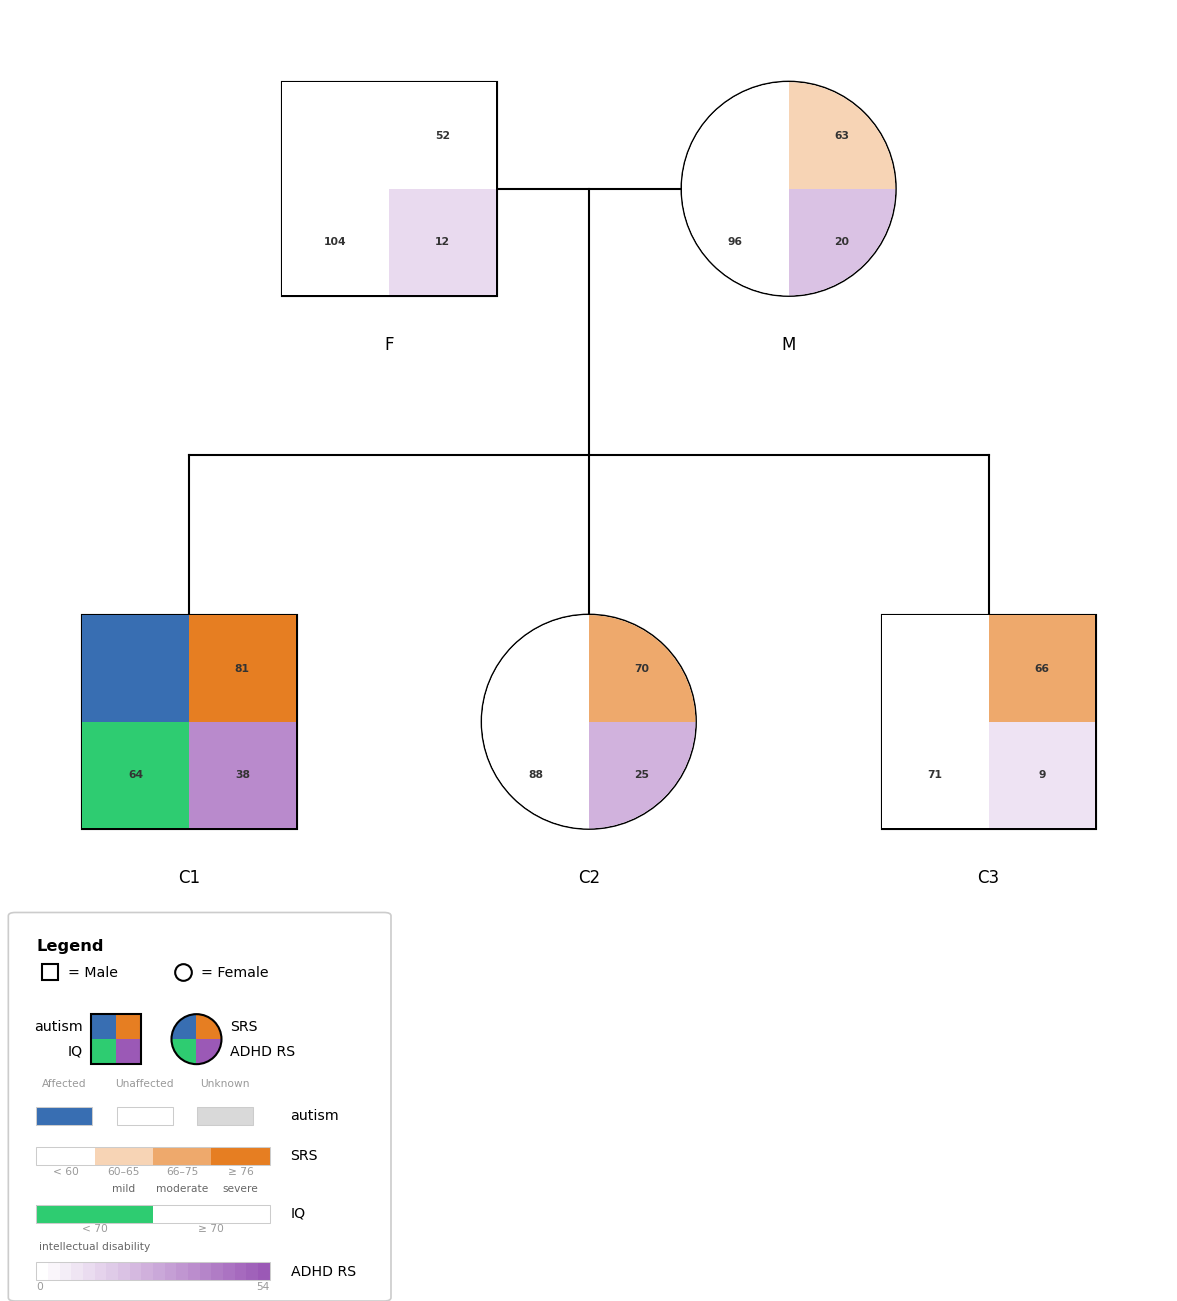 52
63
104
12
96
20
F
M
81
70
66
64
38
88
25
71
9
C1
C2
C3
Legend
= Male
= Female
autism
SRS
IQ
ADHD RS
Affected
Unaffected
Unknown
autism
SRS
< 60
60–65
66–75
≥ 76
mild
moderate
severe
IQ
< 70
≥ 70
intellectual disability
ADHD RS
0
54